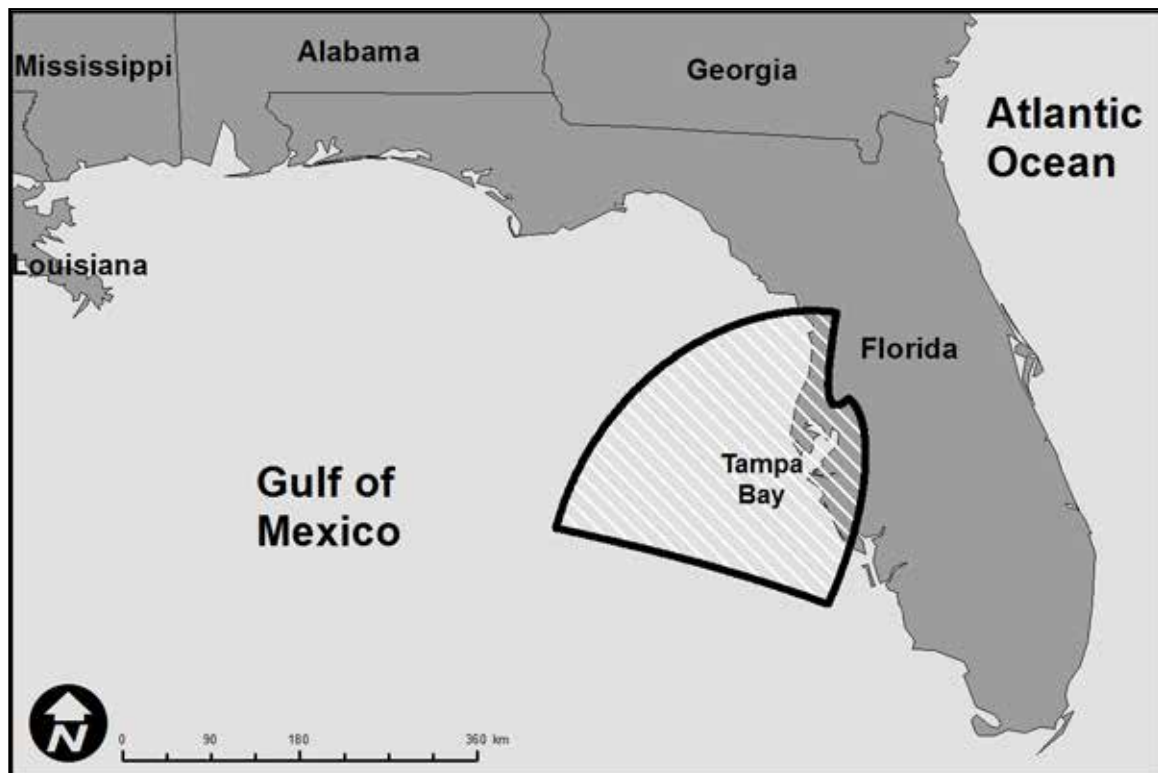 Mississippi
Alabama
Georgia
Atlantic
Ocean
Louisiana
Florida
Tampa
Bay
Gulf of
Mexico
N
0 90 180 360 km